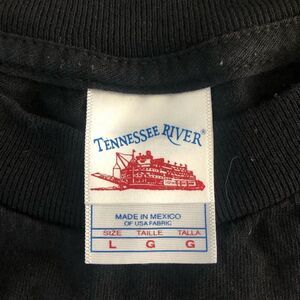 TENNESSEE RIVER®
MADE IN MEXICO
OF USA FABRIC
SIZE TAILLE TALLA
L G G